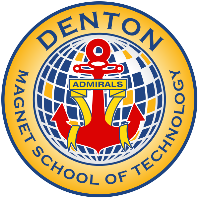 DENTON
ADMIRALS
MAGNET SCHOOL OF TECHNOLOGY